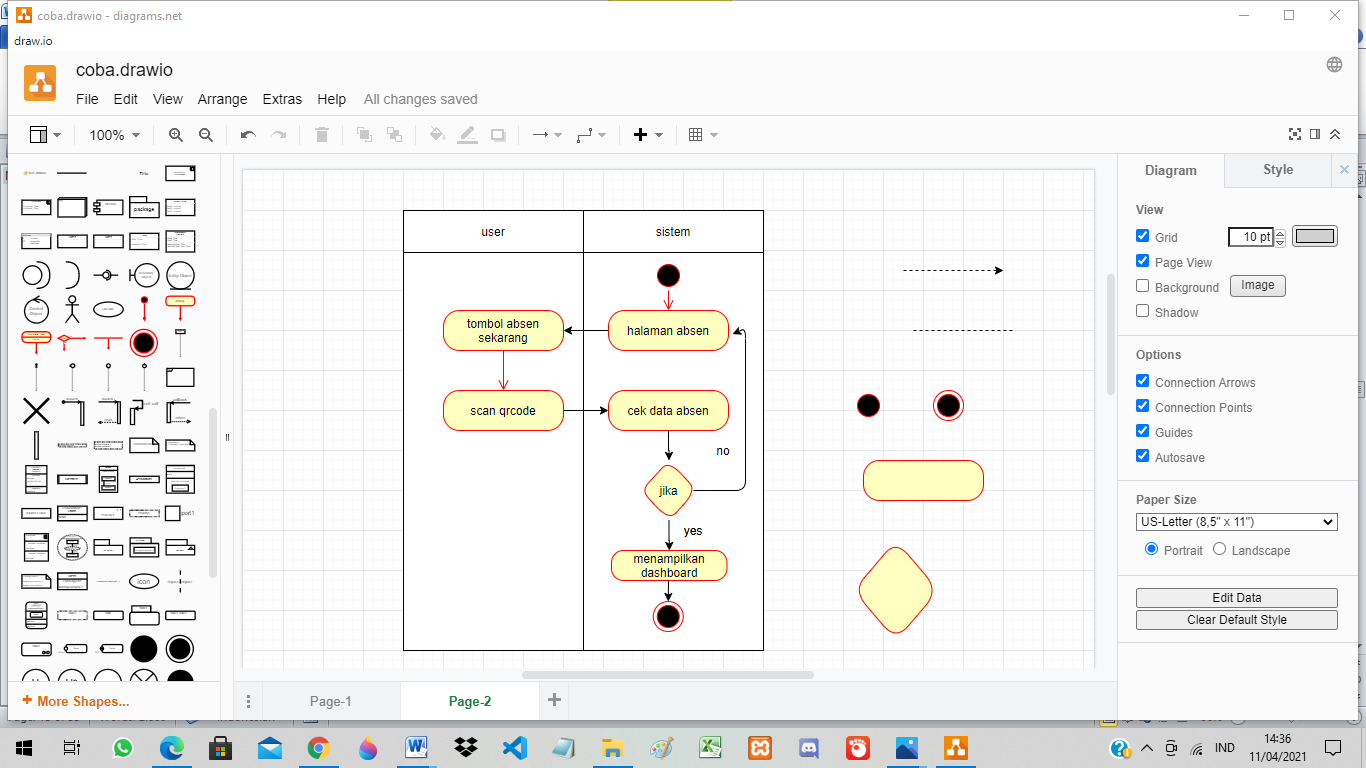 coba.drawio - diagrams.net
draw.io
coba.drawio
File Edit View Arrange Extras Help All changes saved
100%
Diagram Style
View
Grid 10 pt
Page View
Background Image
Shadow
Options
Connection Arrows
Connection Points
Guides
Autosave
Paper Size
US-Letter (8,5" x 11")
Portrait Landscape
Edit Data
Clear Default Style
Title
package
icon
user sistem
tombol absen
sekarang
halaman absen
scan qrcode
cek data absen
no
jika
yes
menampilkan
dashboard
+ More Shapes...
Page-1 Page-2
IND
14:36
11/04/2021